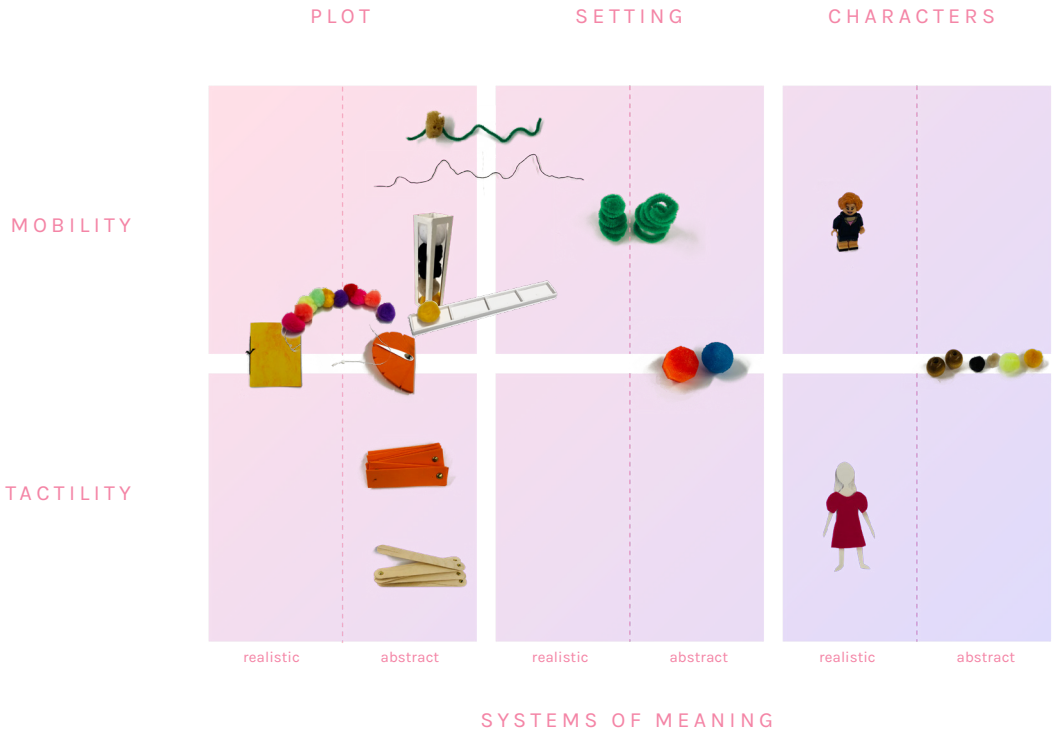 PLOT SETTING CHARACTERS
MOBILITY
TACTILITY
realistic abstract realistic abstract realistic abstract
SYSTEMS OF MEANING